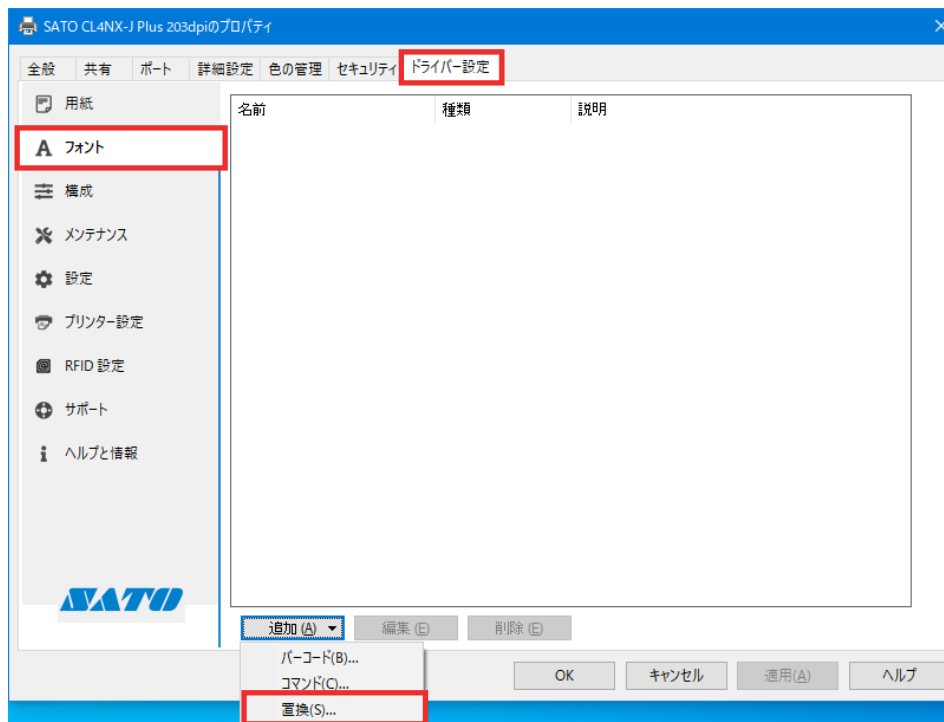 SATO CL4NX-J Plus 203dpiのプロパティ
全般 共有 ポート 詳細設定 色の管理 セキュリティ ドライバー設定
用紙
フォント
構成
メンテナンス
設定
プリンター設定
RFID 設定
サポート
ヘルプと情報
SATO
名前 種類 説明
追加(A) 編集(E) 削除(E)
バーコード(B)...
コマンド(C)...
置換(S)...
OK キャンセル 適用(A) ヘルプ